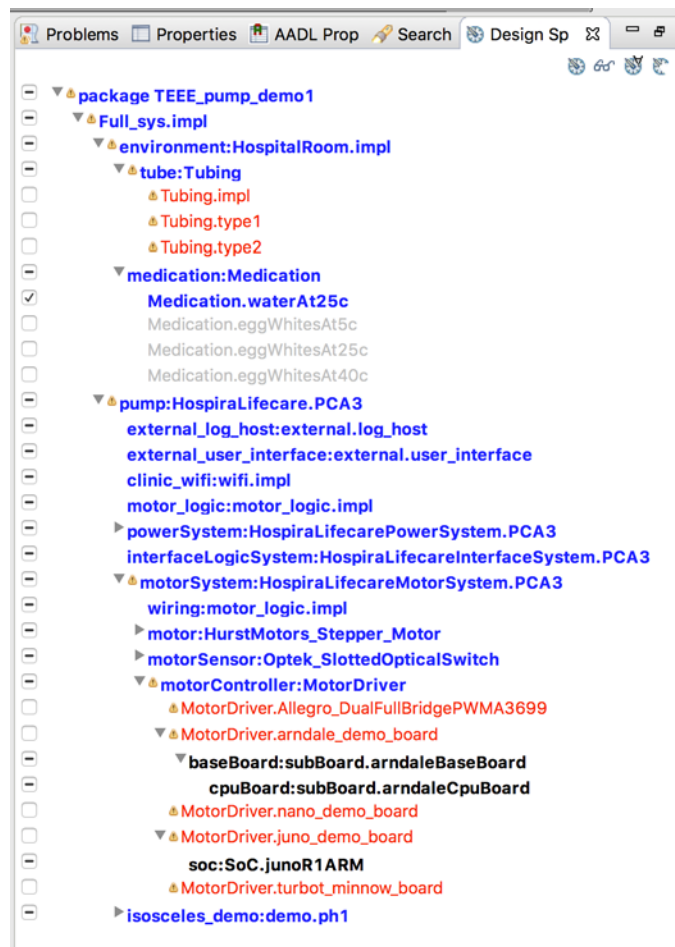 Problems Properties AADL Prop Search Design Sp
package TEEE_pump_demo1
Full_sys.impl
environment:HospitalRoom.impl
tube:Tubing
Tubing.impl
Tubing.type1
Tubing.type2
medication:Medication
Medication.waterAt25c
Medication.eggWhitesAt5c
Medication.eggWhitesAt25c
Medication.eggWhitesAt40c
pump:HospiraLifecare.PCA3
external_log_host:external.log_host
external_user_interface:external.user_interface
clinic_wifi:wifi.impl
motor_logic:motor_logic.impl
powerSystem:HospiraLifecarePowerSystem.PCA3
interfaceLogicSystem:HospiraLifecareInterfaceSystem.PCA3
motorSystem:HospiraLifecareMotorSystem.PCA3
wiring:motor_logic.impl
motor:HurstMotors_Stepper_Motor
motorSensor:Optek_SlottedOpticalSwitch
motorController:MotorDriver
MotorDriver.Allegro_DualFullBridgePWMA3699
MotorDriver.arndale_demo_board
baseBoard:subBoard.arndaleBaseBoard
cpuBoard:subBoard.arndaleCpuBoard
MotorDriver.nano_demo_board
MotorDriver.juno_demo_board
soc:SoC.junoR1ARM
MotorDriver.turbot_minnow_board
isosceles_demo:demo.ph1